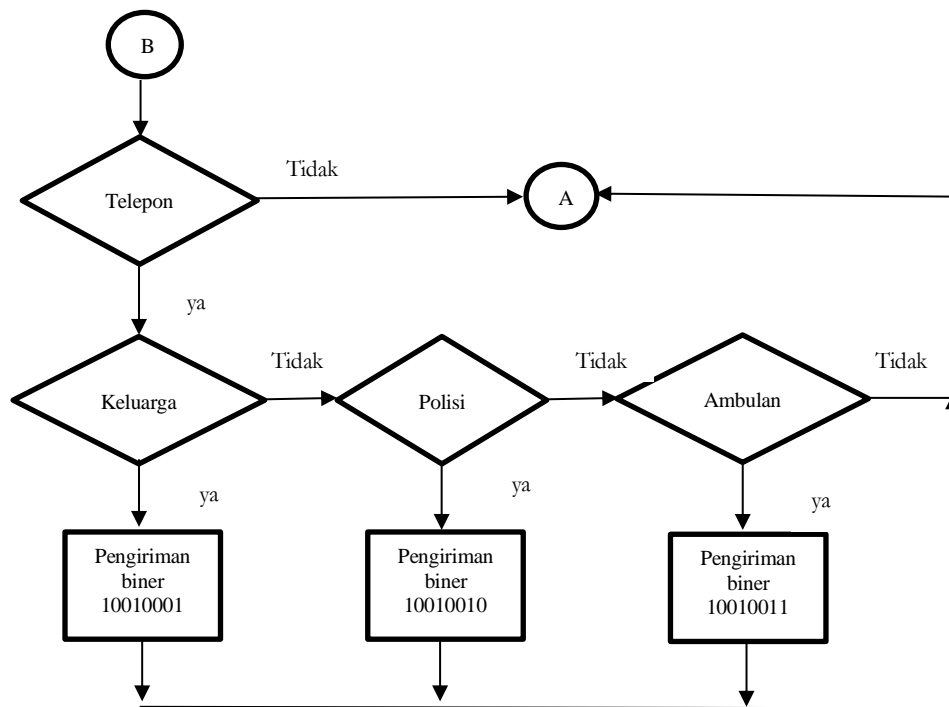 B
Tidak
Telepon
A
ya
Tidak
Tidak
Tidak
Keluarga
Polisi
Ambulan
ya
ya
ya
Pengiriman
biner
10010001
Pengiriman
biner
10010010
Pengiriman
biner
10010011